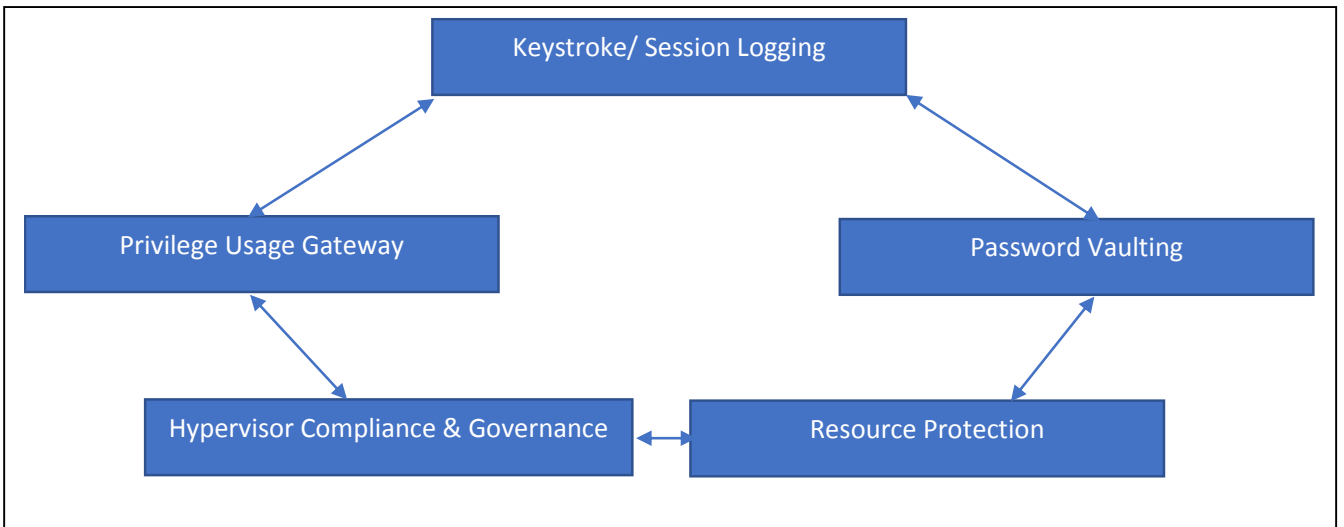 Keystroke/ Session Logging
Privilege Usage Gateway
Password Vaulting
Hypervisor Compliance & Governance
Resource Protection